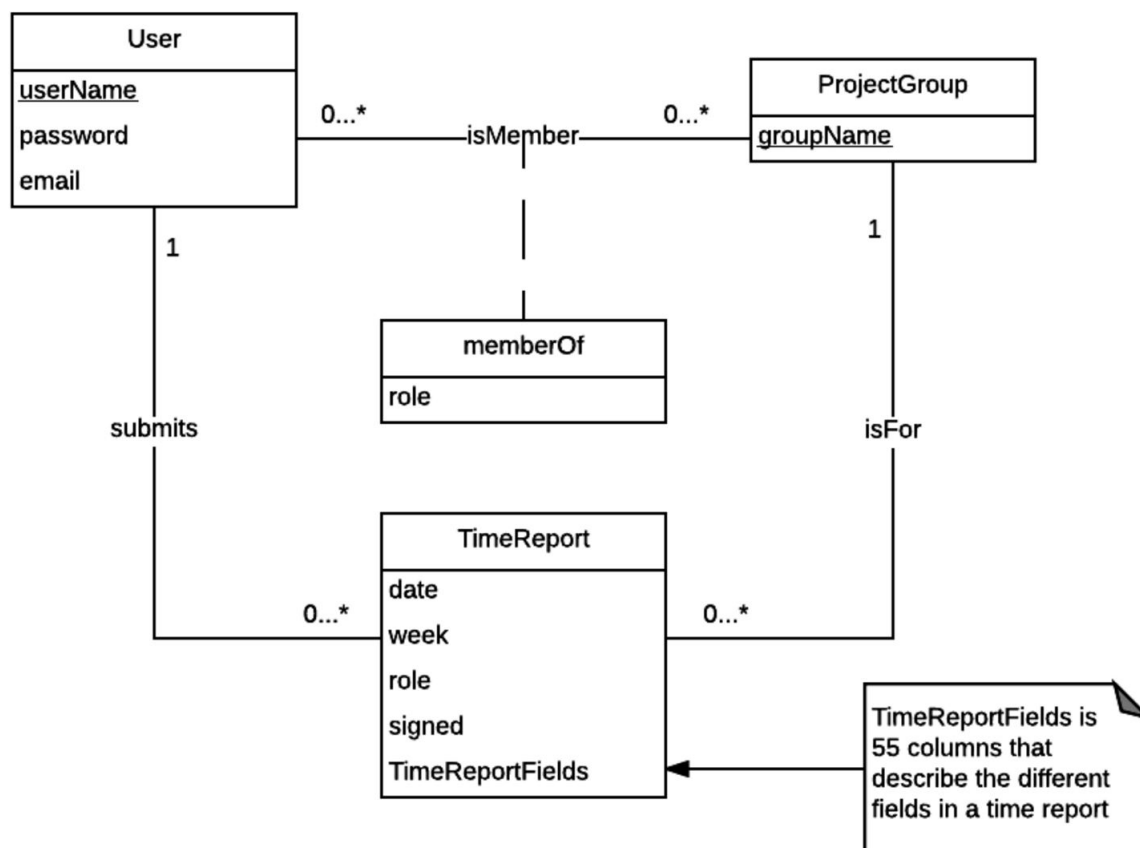 User
userName
password
email
0...*
isMember
0...*
ProjectGroup
groupName
1
1
memberOf
role
submits
isFor
TimeReport
date
week
role
signed
TimeReportFields
0...*
0...*
TimeReportFields is
55 columns that
describe the different
fields in a time report